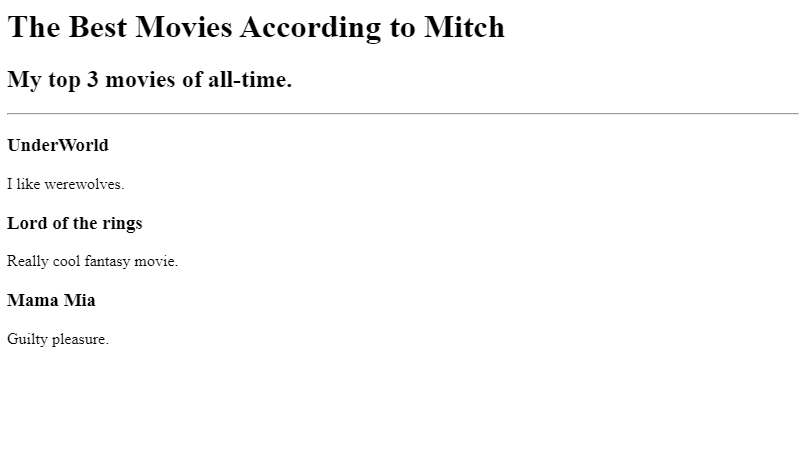 The Best Movies According to Mitch
My top 3 movies of all-time.
UnderWorld
I like werewolves.
Lord of the rings
Really cool fantasy movie.
Mama Mia
Guilty pleasure.